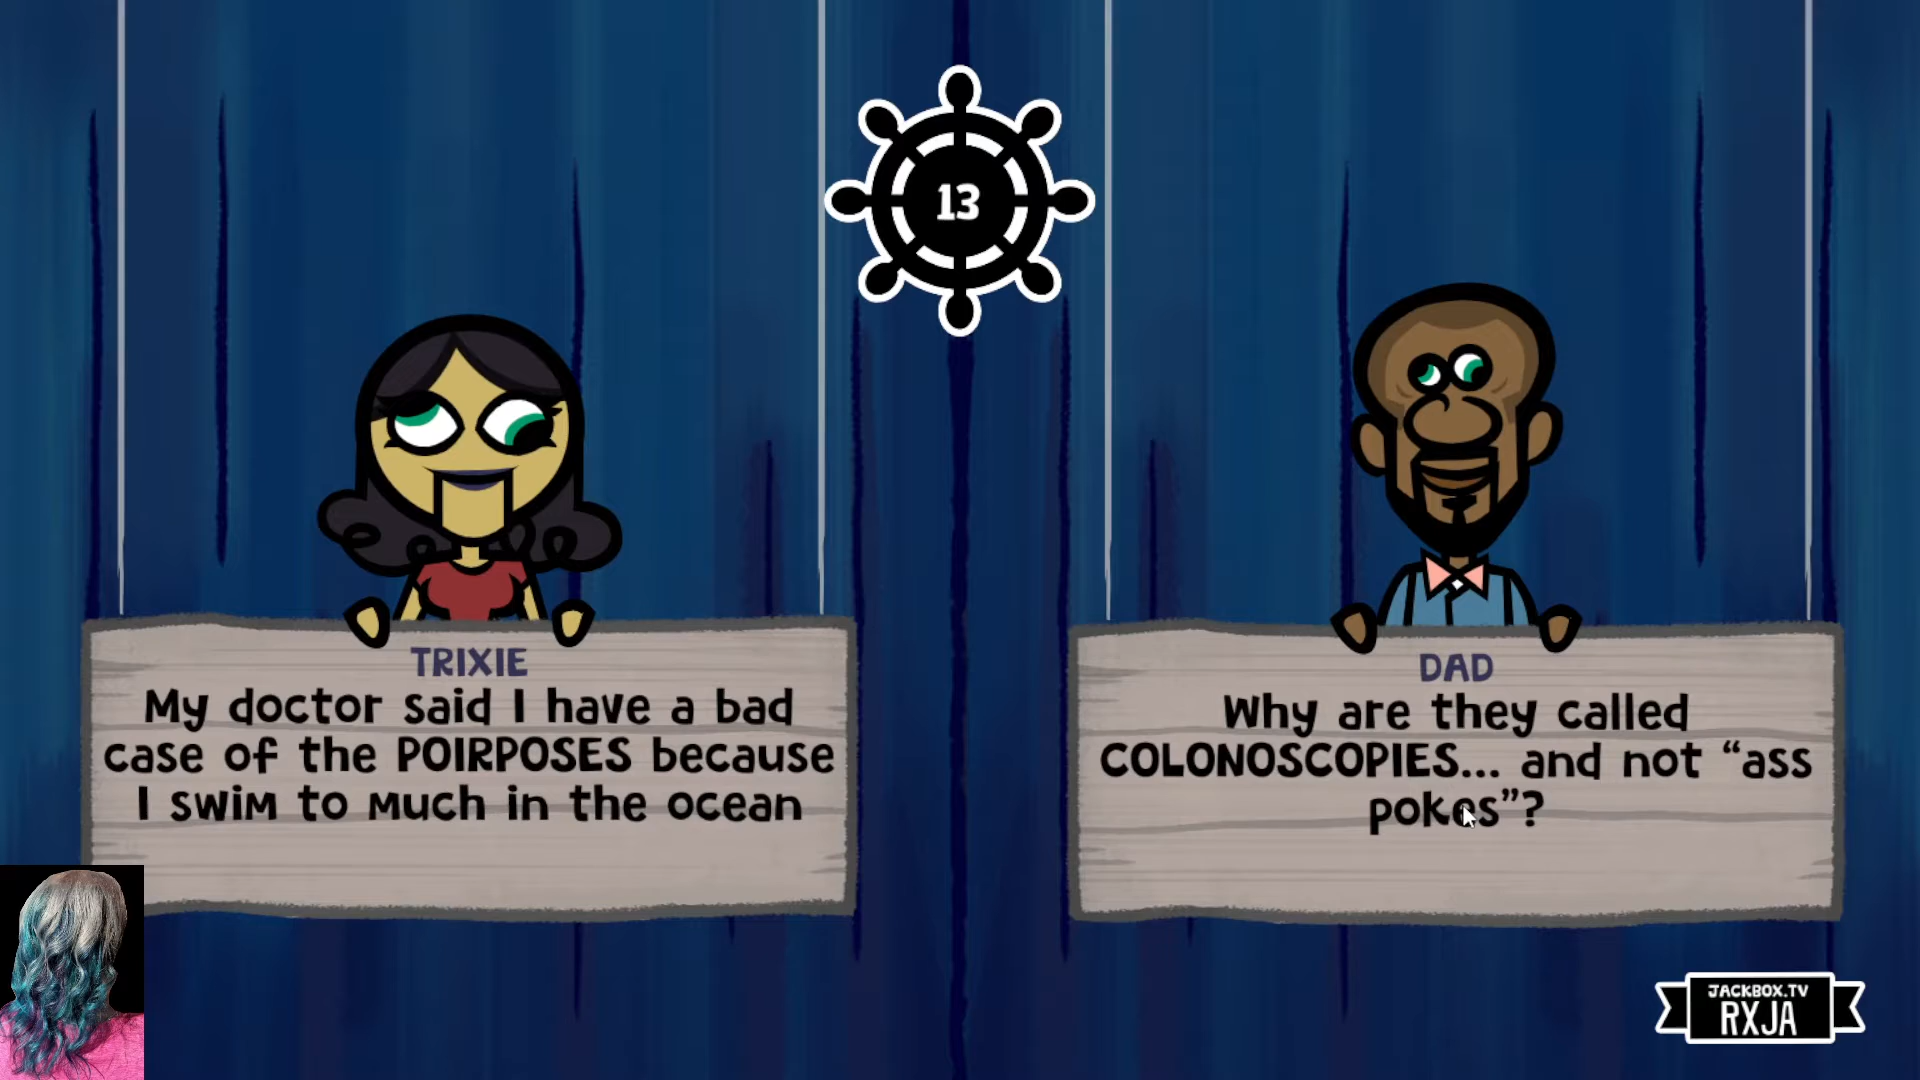 13
TRIXIE
My doctor said I have a bad
case of the POIRPOSES because
I swim to much in the ocean
DAD
Why are they called
COLONOSCOPIES... and not “ass
pokes”?
JACKBOX.TV
RXJA